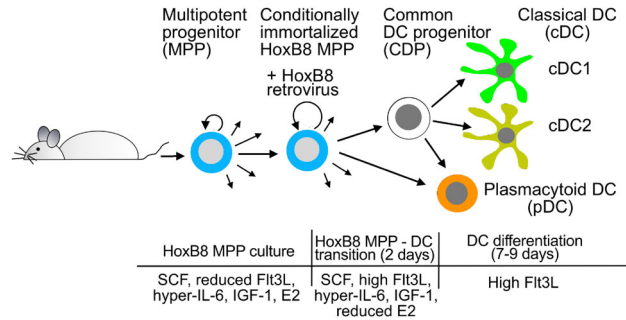 Multipotent
progenitor
(MPP)
Conditionally
immortalized
HoxB8 MPP
+ HoxB8
retrovirus
Common
DC progenitor
(CDP)
Classical DC
(cDC)
cDC1
cDC2
Plasmacytoid DC
(pDC)
HoxB8 MPP culture
SCF, reduced Flt3L,
hyper-IL-6, IGF-1, E2
HoxB8 MPP - DC
transition (2 days)
SCF, high Flt3L,
hyper-IL-6, IGF-1,
reduced E2
DC differentiation
(7-9 days)
High Flt3L